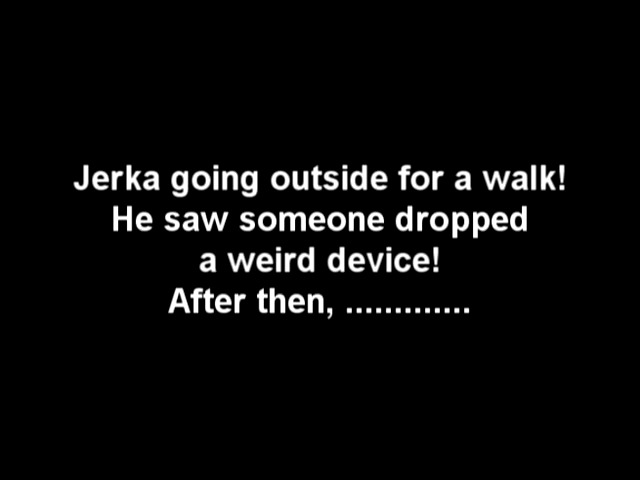 Jerka going outside for a walk!
He saw someone dropped
a weird device!
After then, .............